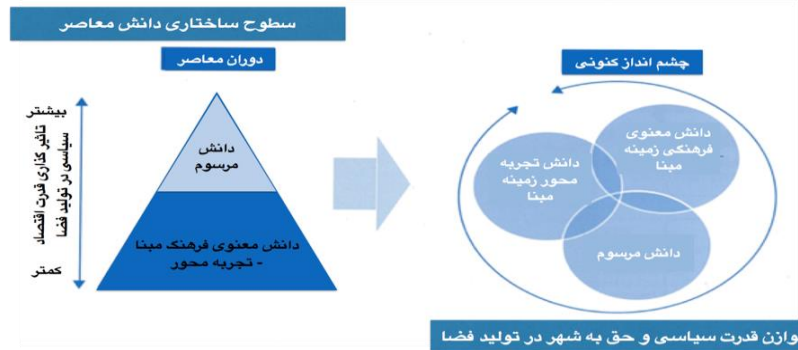 سطوح ساختاری دانش معاصر
دوران معاصر
چشم انداز کنونی
بیشتر
تاثیر گذاری قدرت اقتصاد
سیاسی در تولید فضا
کمتر
دانش
مرسوم
دانش معنوی فرهنگ مبنا
- تجربه محور
دانش معنوی
فرهنگی زمینه
مبنا
دانش تجربه
محور زمینه
مبنا
دانش مرسوم
وازن قدرت سیاسی و حق به شهر در تولید فضا